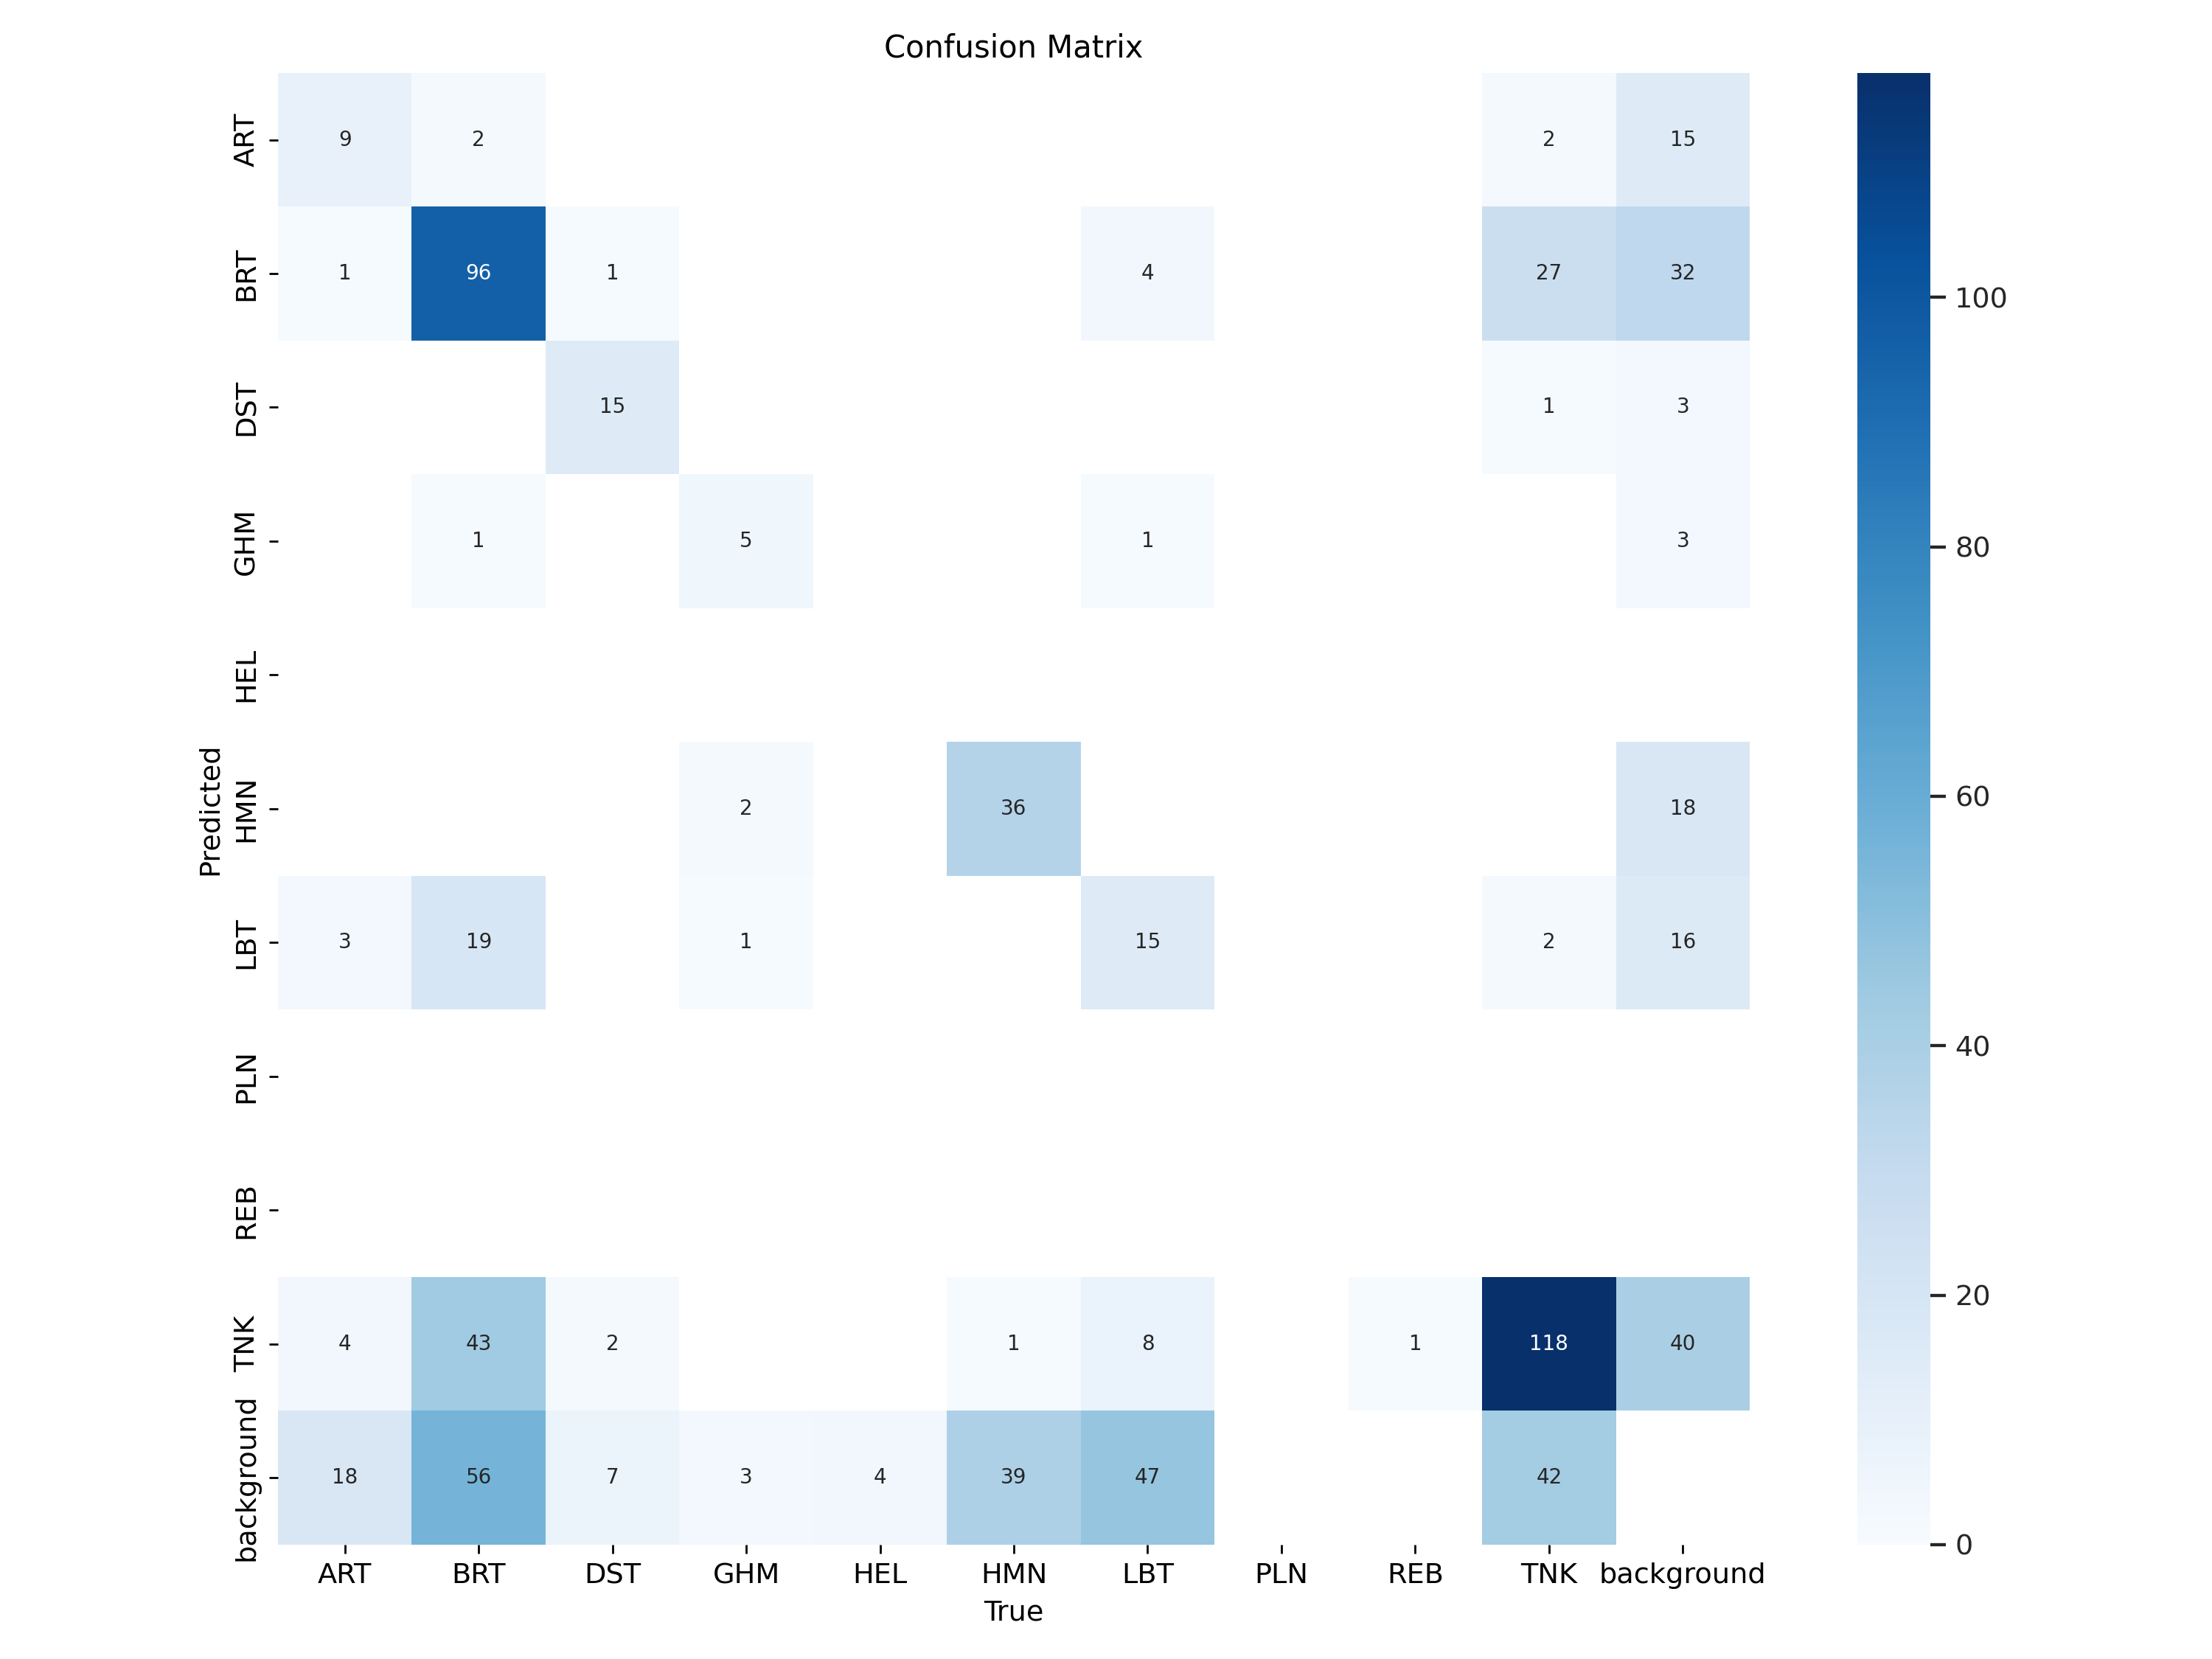 Confusion Matrix
ART 9 2 2 15
BRT 1 96 1 4 27 32
100
DST 15 1 3
GHM 1 5 1 3
80
HEL
Predicted
HMN 2 36 18
60
LBT 3 19 1 15 2 16
40
PLN
REB
20
TNK 4 43 2 1 8 1 118 40
background 18 56 7 3 4 39 47 42
0
ART BRT DST GHM HEL HMN LBT PLN REB TNK background
True